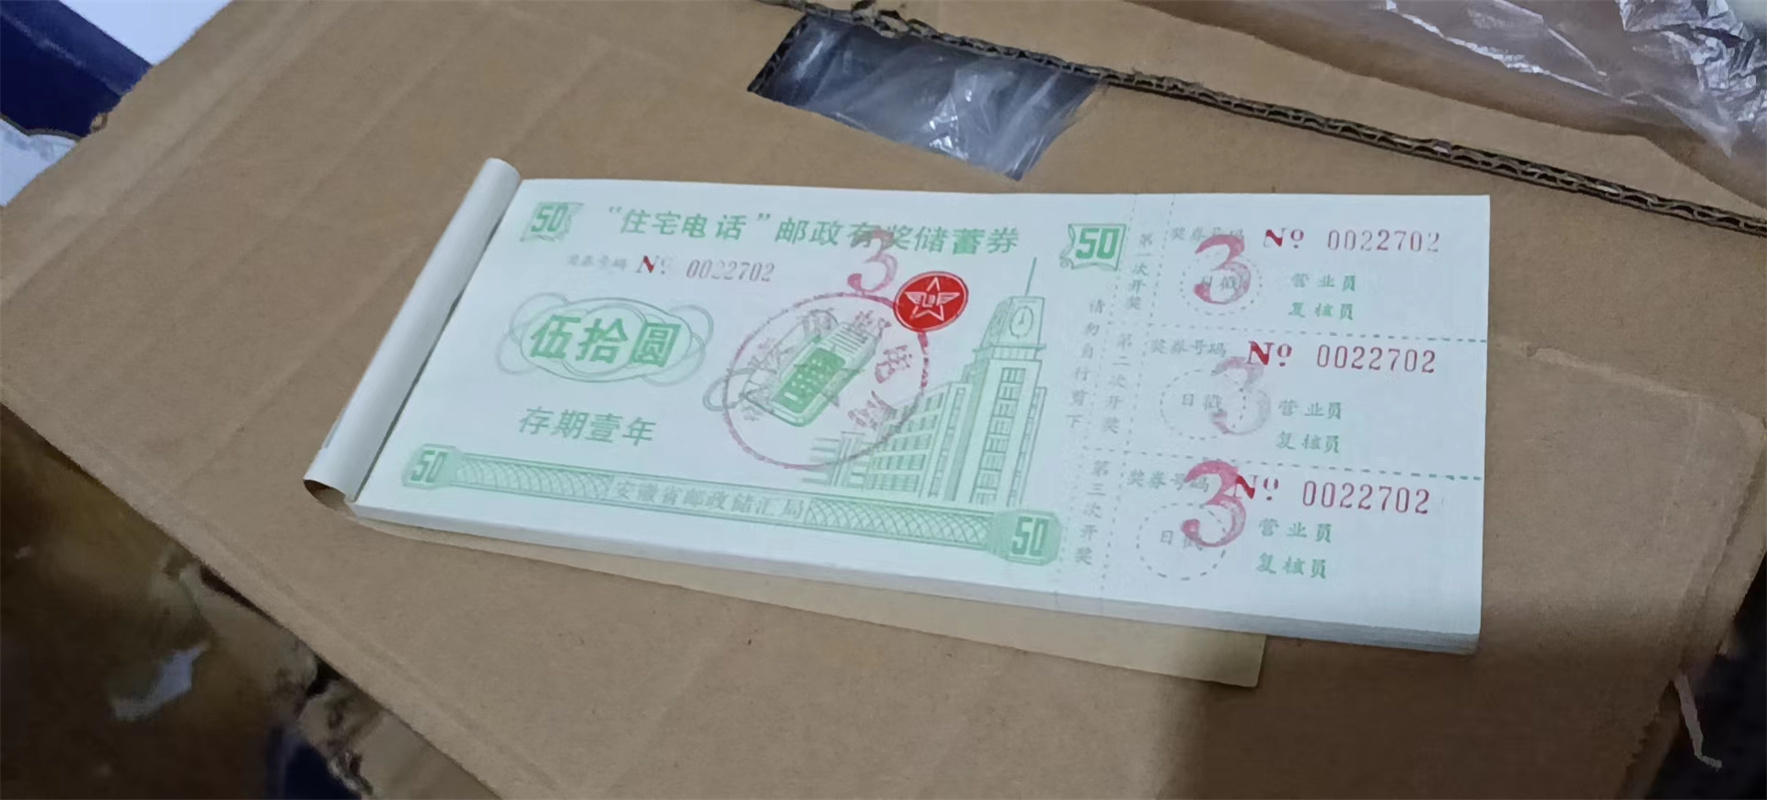 50 “住宅电话”邮政有奖储蓄券 50
奖券号码 Nº 0022702
伍拾圆
存期壹年
50 安徽省邮政储汇局 50
请勿自行剪下
第一次开奖
奖券号码 Nº 0022702
3
日戳
营业员
复核员
第二次开奖
奖券号码 Nº 0022702
3
日戳
营业员
复核员
第三次开奖
奖券号码 Nº 0022702
3
日戳
营业员
复核员
3